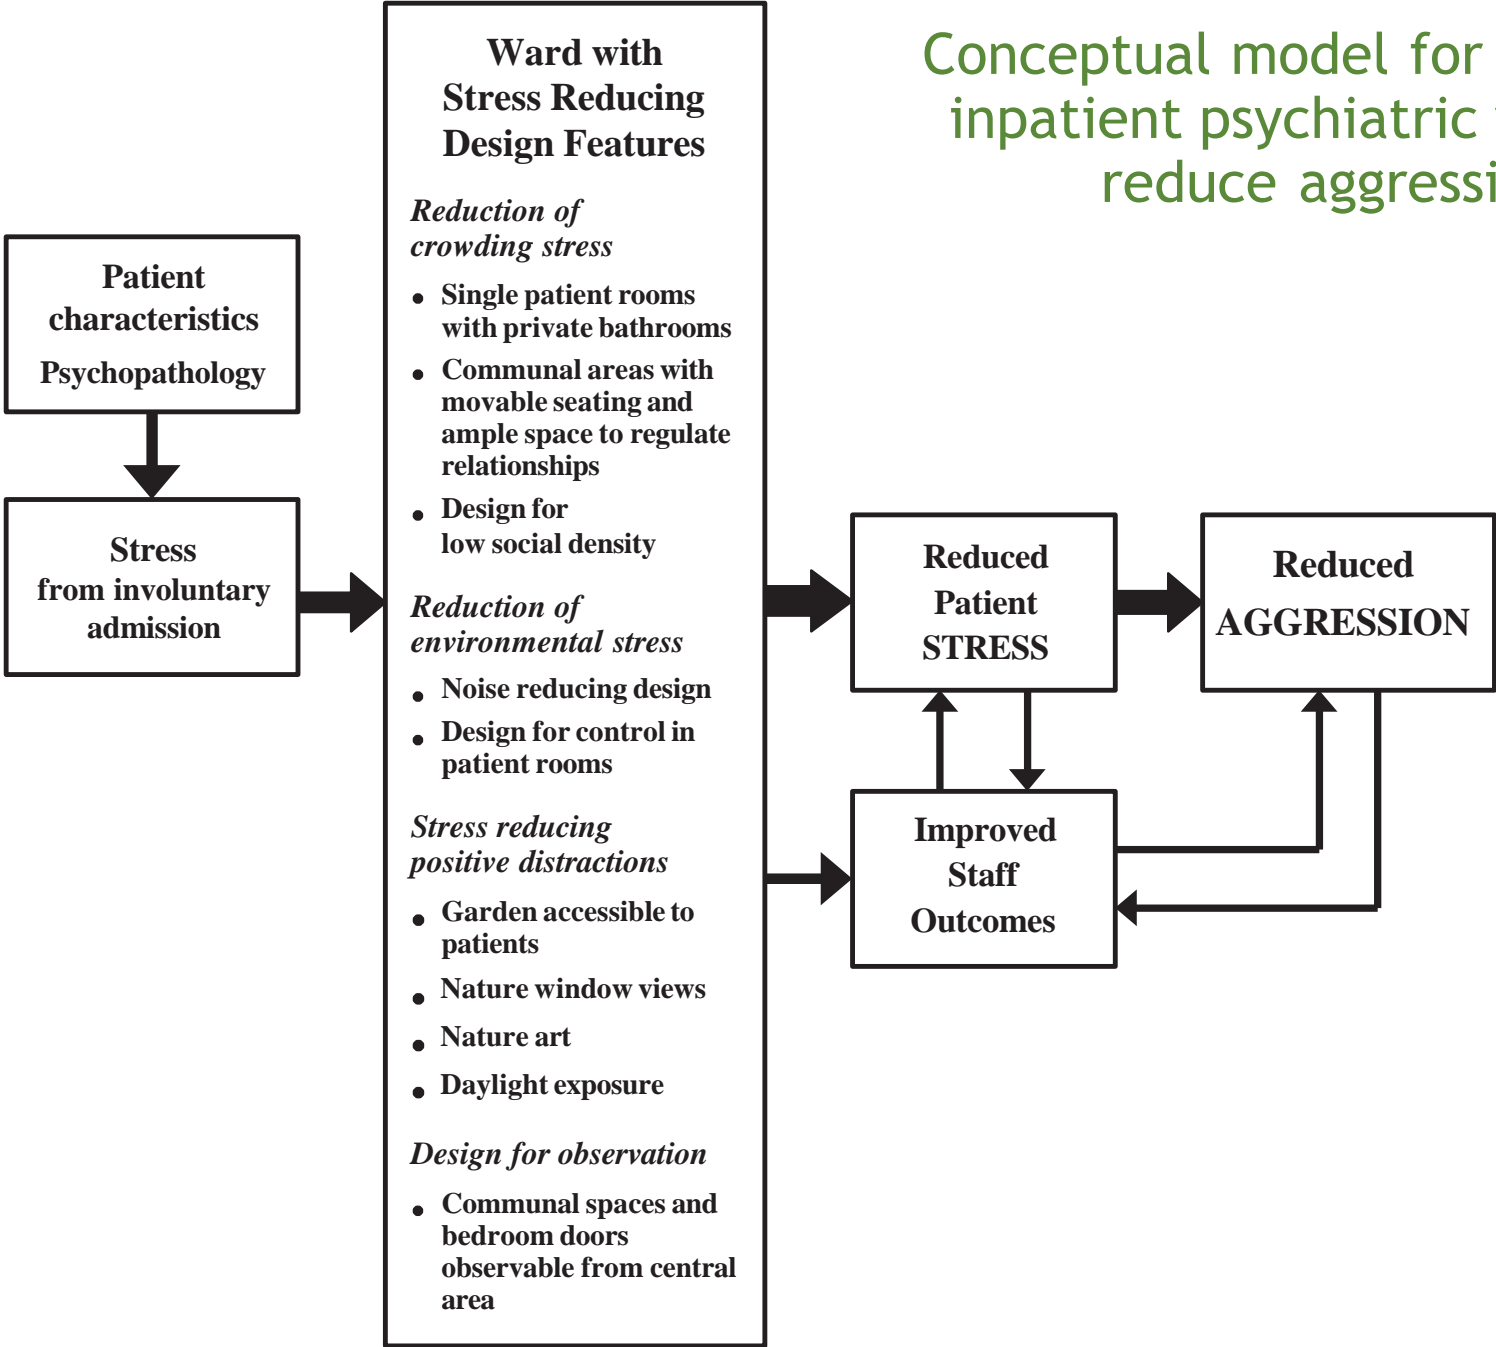 Conceptual model for
inpatient psychiatric
reduce
Patient
characteristics
Psychopathology
Stress
from involuntary
admission
Ward with
Stress Reducing
Design Features
Reduction of
crowding stress
• Single patient rooms
with private bathrooms
• Communal areas with
movable seating and
ample space to regulate
relationships
• Design for
low social density
Reduction of
environmental stress
• Noise reducing design
• Design for control in
patient rooms
Stress reducing
positive distractions
• Garden accessible to
patients
• Nature window views
• Nature art
• Daylight exposure
Design for observation
• Communal spaces and
bedroom doors
observable from central
area
Reduced
Patient
STRESS
Reduced
AGGRESSION
Improved
Staff
Outcomes